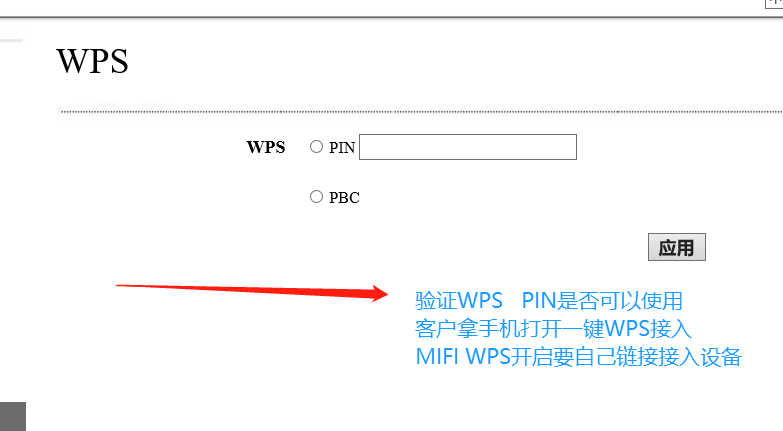 WPS
WPS PIN
PBC
应用
验证WPS PIN是否可以使用
客户拿手机打开一键WPS接入
MIFI WPS开启要自己链接接入设备